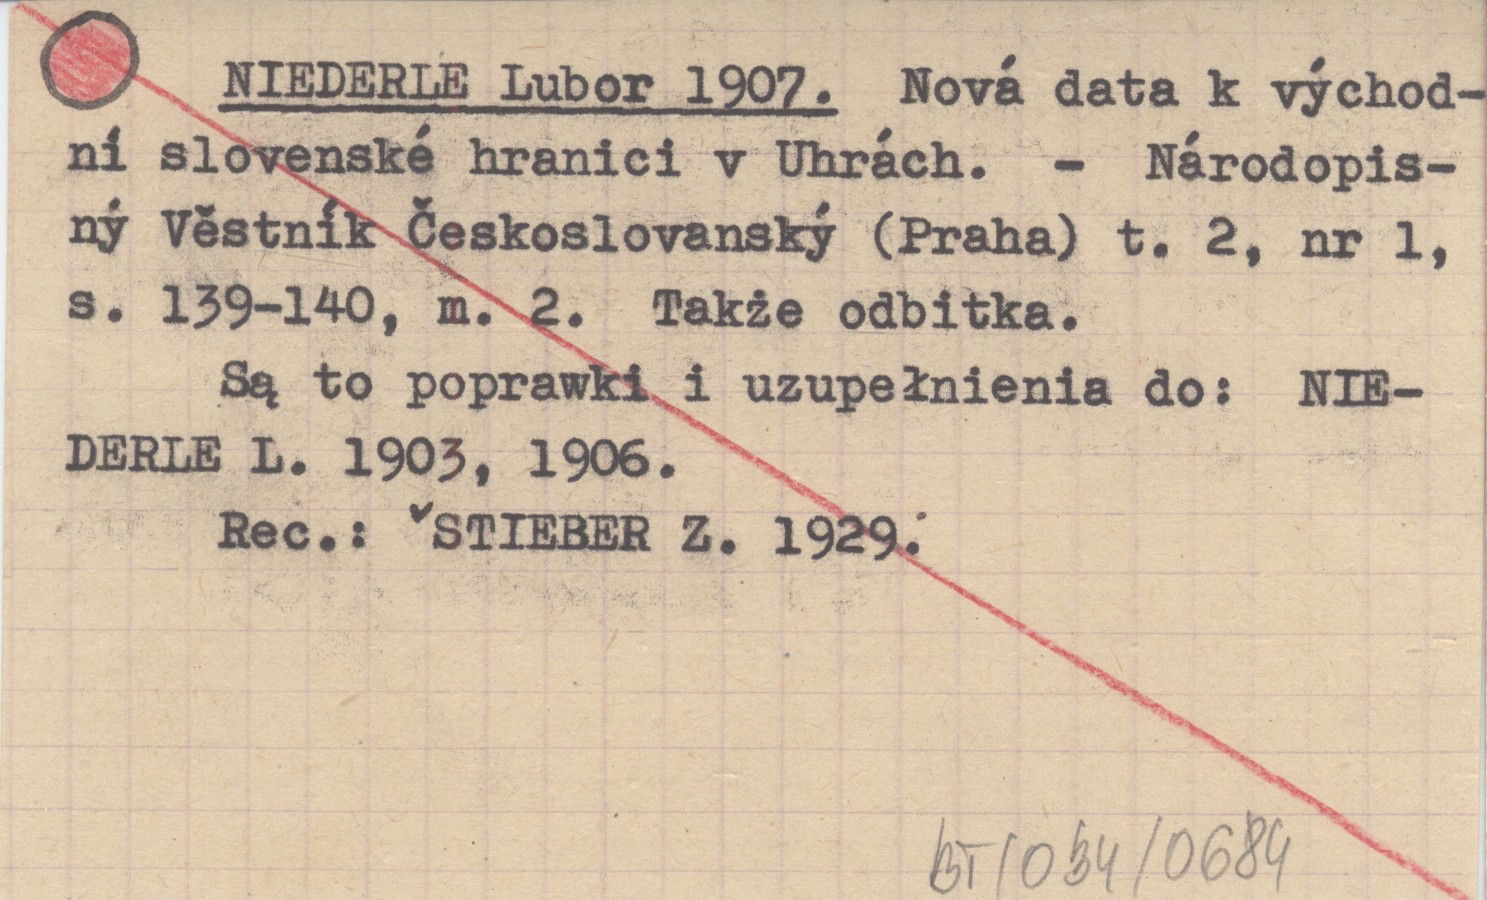 NIEDERLE Lubor 1907. Nová data k východ-
ní slovenské hranici v Uhrách. - Národopis-
ný Věstník Českoslovanský (Praha) t. 2, nr 1,
s. 139-140, m. 2. Także odbitka.
Są to poprawki i uzupełnienia do: NIE-
DERLE L. 1903, 1906.
Rec.: ˇSTIEBER Z. 1929.
BT/034/0684